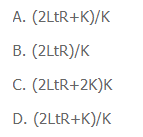 A. (2LtR+K)/K
B. (2LtR)/K
C. (2LtR+2K)K
D. (2LtR+K)/K